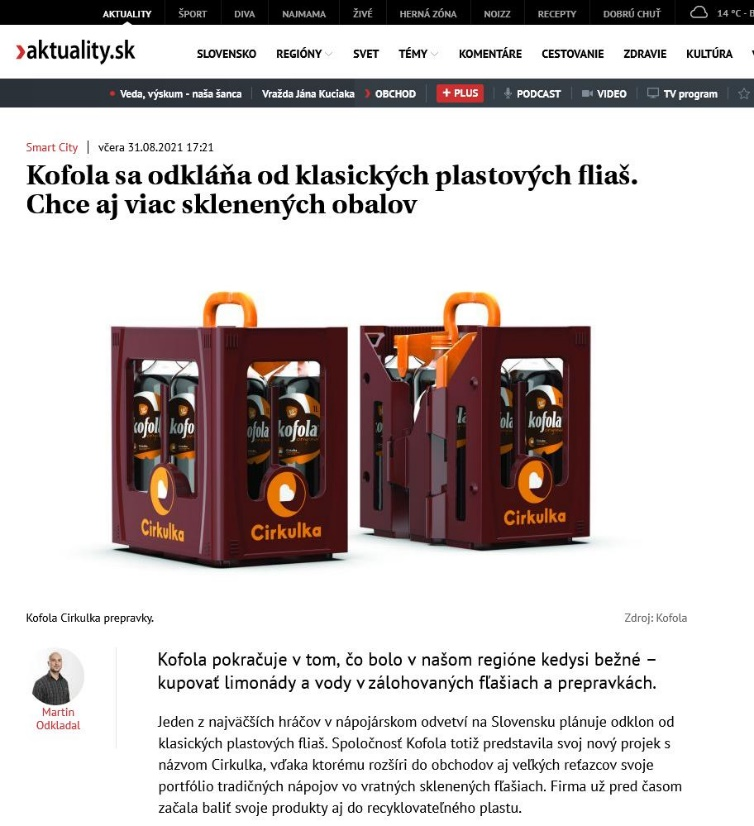 AKTUALITY ŠPORT DIVA NAJMAMA ŽIVÉ HERNÁ ZÓNA NOIZZ RECEPTY DOBRÚ CHUŤ 14 °C - B
aktuality.sk SLOVENSKO REGIÓNY SVET TÉMY KOMENTÁRE CESTOVANIE ZDRAVIE KULTÚRA
Veda, výskum - naša šanca Vražda Jána Kuciaka OBCHOD + PLUS PODCAST VIDEO TV program
Smart City | včera 31.08.2021 17:21
Kofola sa odkláňa od klasických plastových fliaš.
Chce aj viac sklenených obalov
kofola kofola
kofola
Cirkulka Cirkulka Cirkulka
Kofola Cirkulka prepravky. Zdroj: Kofola
Martin
Odkladal
Kofola pokračuje v tom, čo bolo v našom regióne kedysi bežné –
kupovať limonády a vody v zálohovaných fľašiach a prepravkách.
Jeden z najväčších hráčov v nápojárskom odvetví na Slovensku plánuje odklon od
klasických plastových fliaš. Spoločnosť Kofola totiž predstavila svoj nový projek s
názvom Cirkulka, vďaka ktorému rozšíri do obchodov aj veľkých reťazcov svoje
portfólio tradičných nápojov vo vratných sklenených fľašiach. Firma už pred časom
začala baliť svoje produkty aj do recyklovateľného plastu.